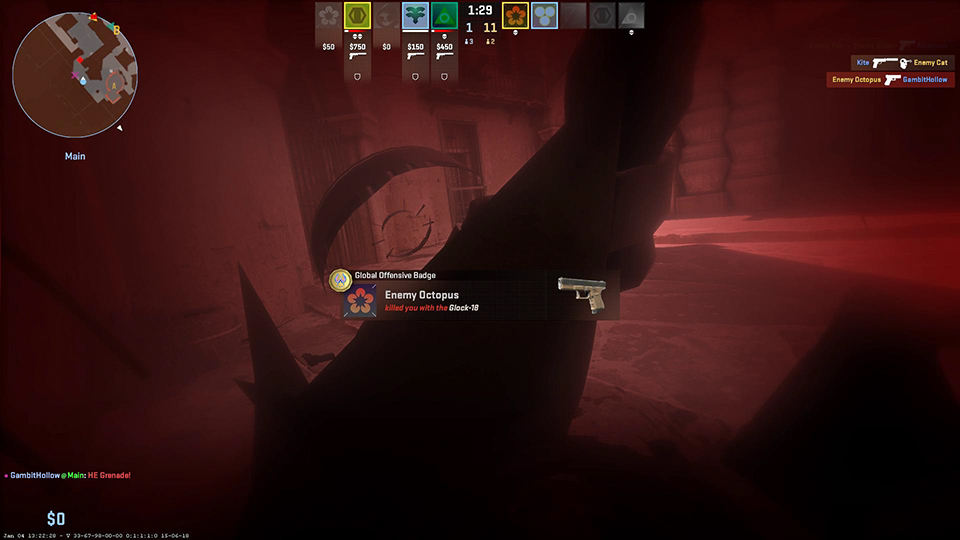 B
1:29
1 11
3 2
$50 $750 $0 $150 $450
A
Main
Kite Enemy Cat
Enemy Octopus GambitHollow
Global Offensive Badge
Enemy Octopus
killed you with the Glock-18
GambitHollow @ Main: HE Grenade!
$0